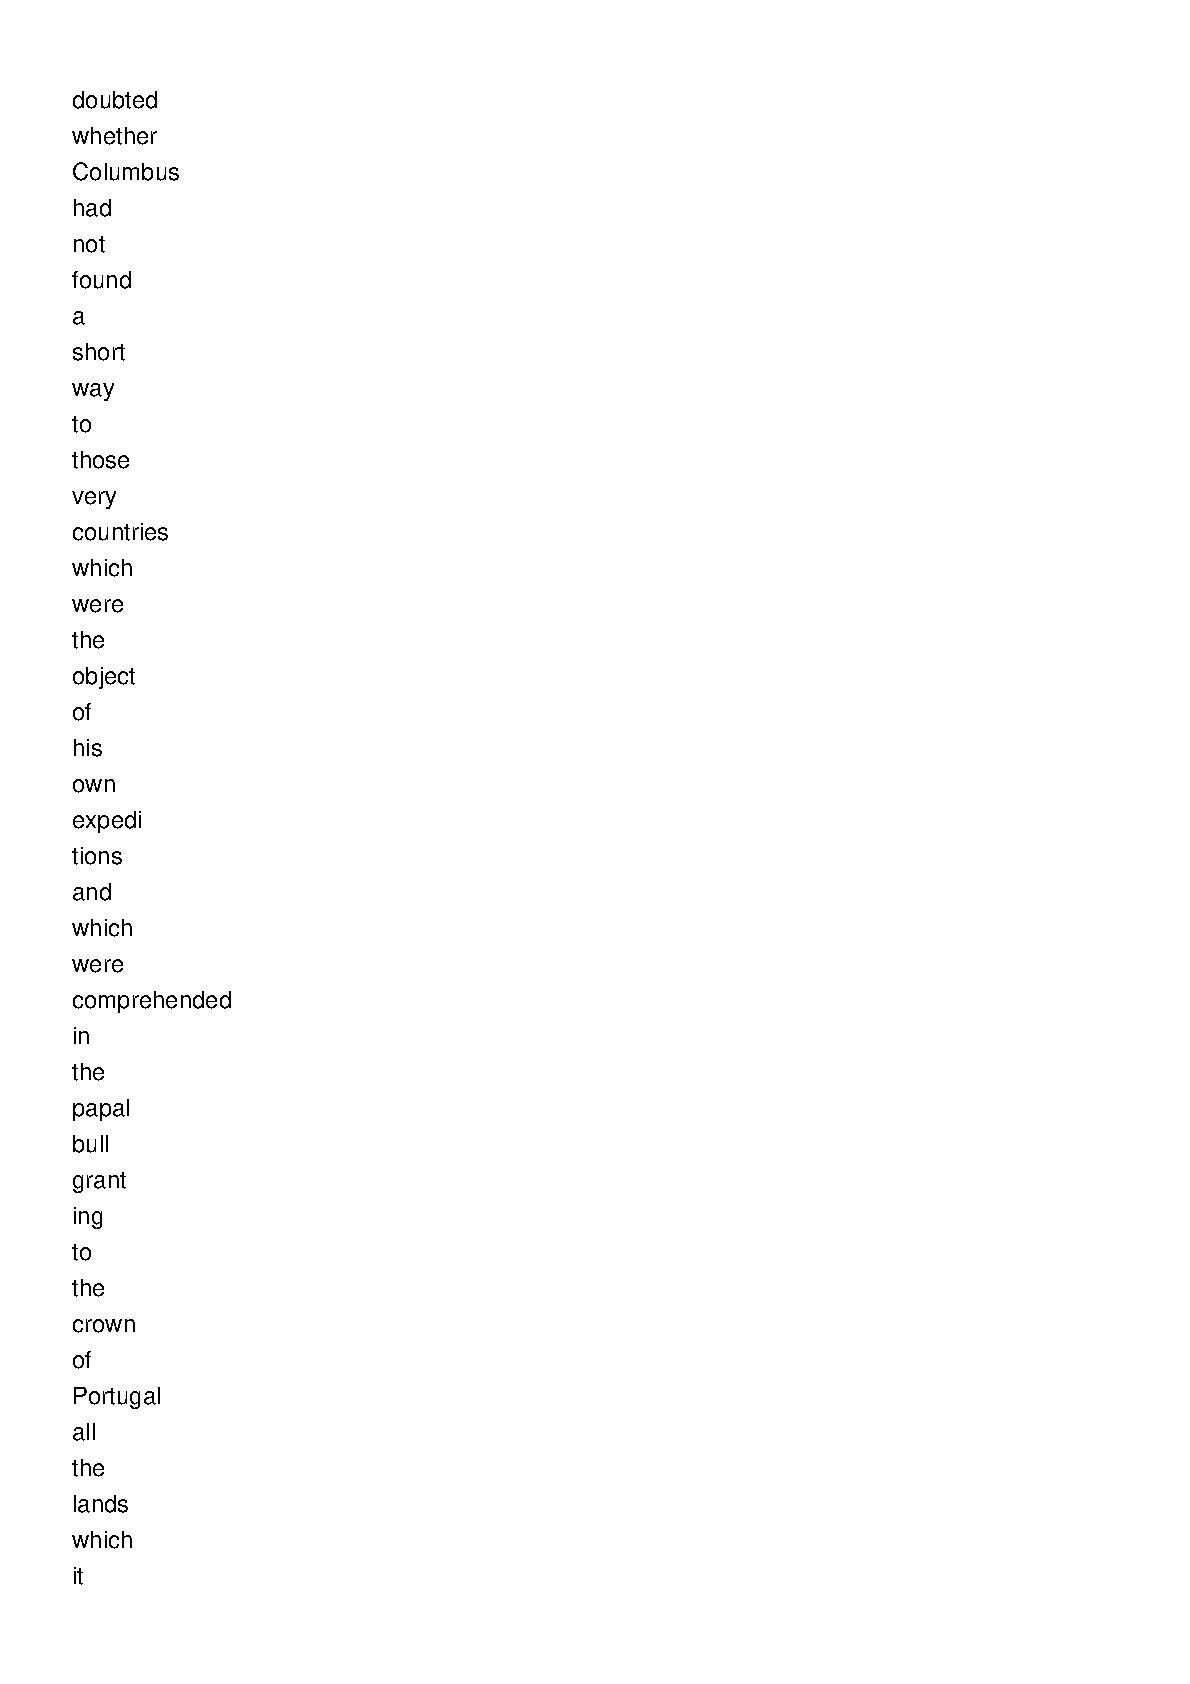 doubted
whether
Columbus
had
not
found
a
short
way
to
those
very
countries
which
were
the
object
of
his
own
expedi
tions
and
which
were
comprehended
in
the
papal
bull
grant
ing
to
the
crown
of
Portugal
all
the
lands
which
it